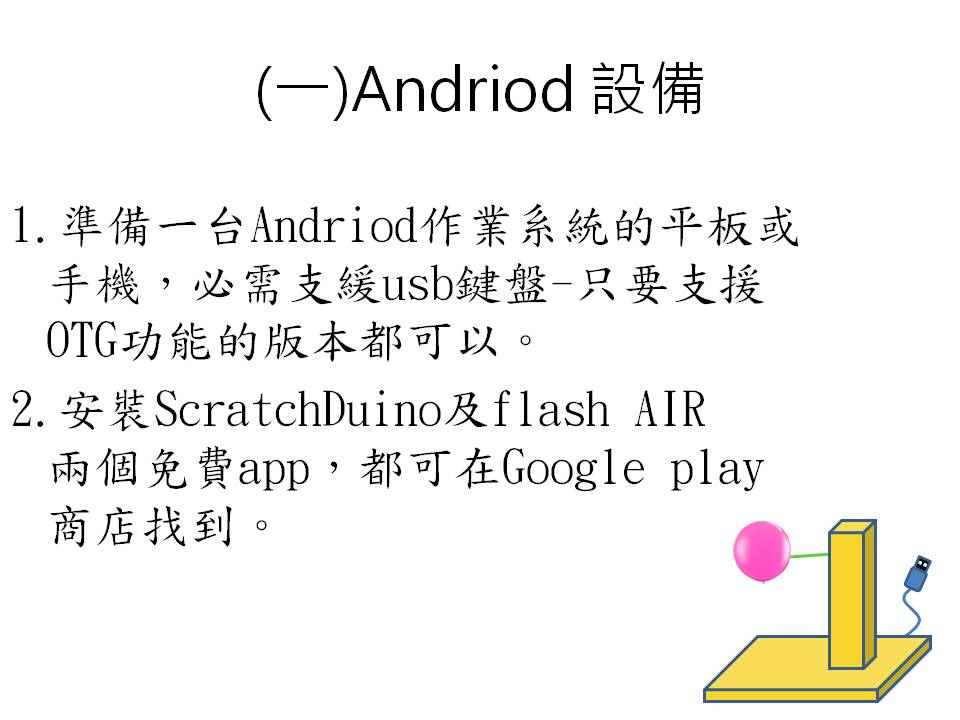 (一)Andriod 設備
1.準備一台Andriod作業系統的平板或
手機，必需支緩usb鍵盤-只要支援
OTG功能的版本都可以。
2.安裝ScratchDuino及flash AIR
兩個免費app，都可在Google play
商店找到。